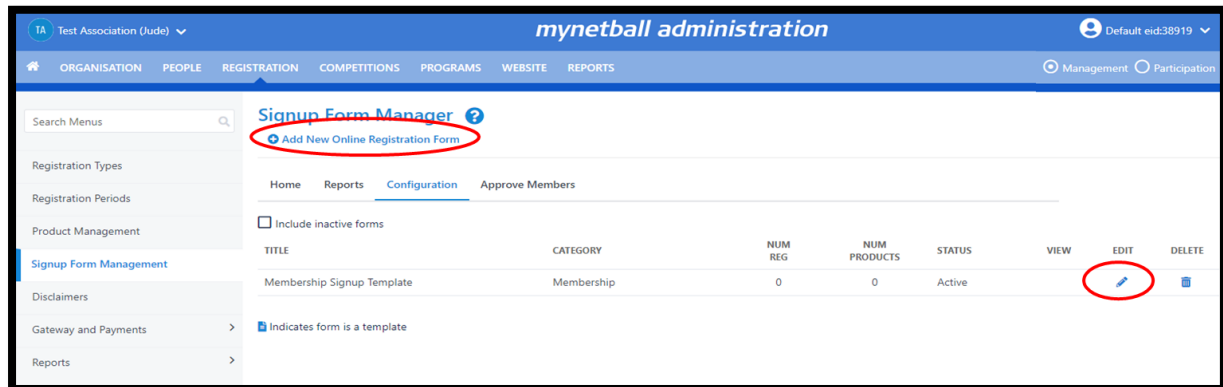 TA Test Association (Jude)
mynetball administration
Default eid:38919
ORGANISATION PEOPLE REGISTRATION COMPETITIONS PROGRAMS WEBSITE REPORTS
Management Participation
Search Menus
Registration Types
Registration Periods
Product Management
Signup Form Management
Disclaimers
Gateway and Payments
Reports
Signup Form Manager ?
Add New Online Registration Form
Home Reports Configuration Approve Members
Include inactive forms
TITLE CATEGORY NUM REG NUM PRODUCTS STATUS VIEW EDIT DELETE
Membership Signup Template Membership 0 0 Active
Indicates form is a template